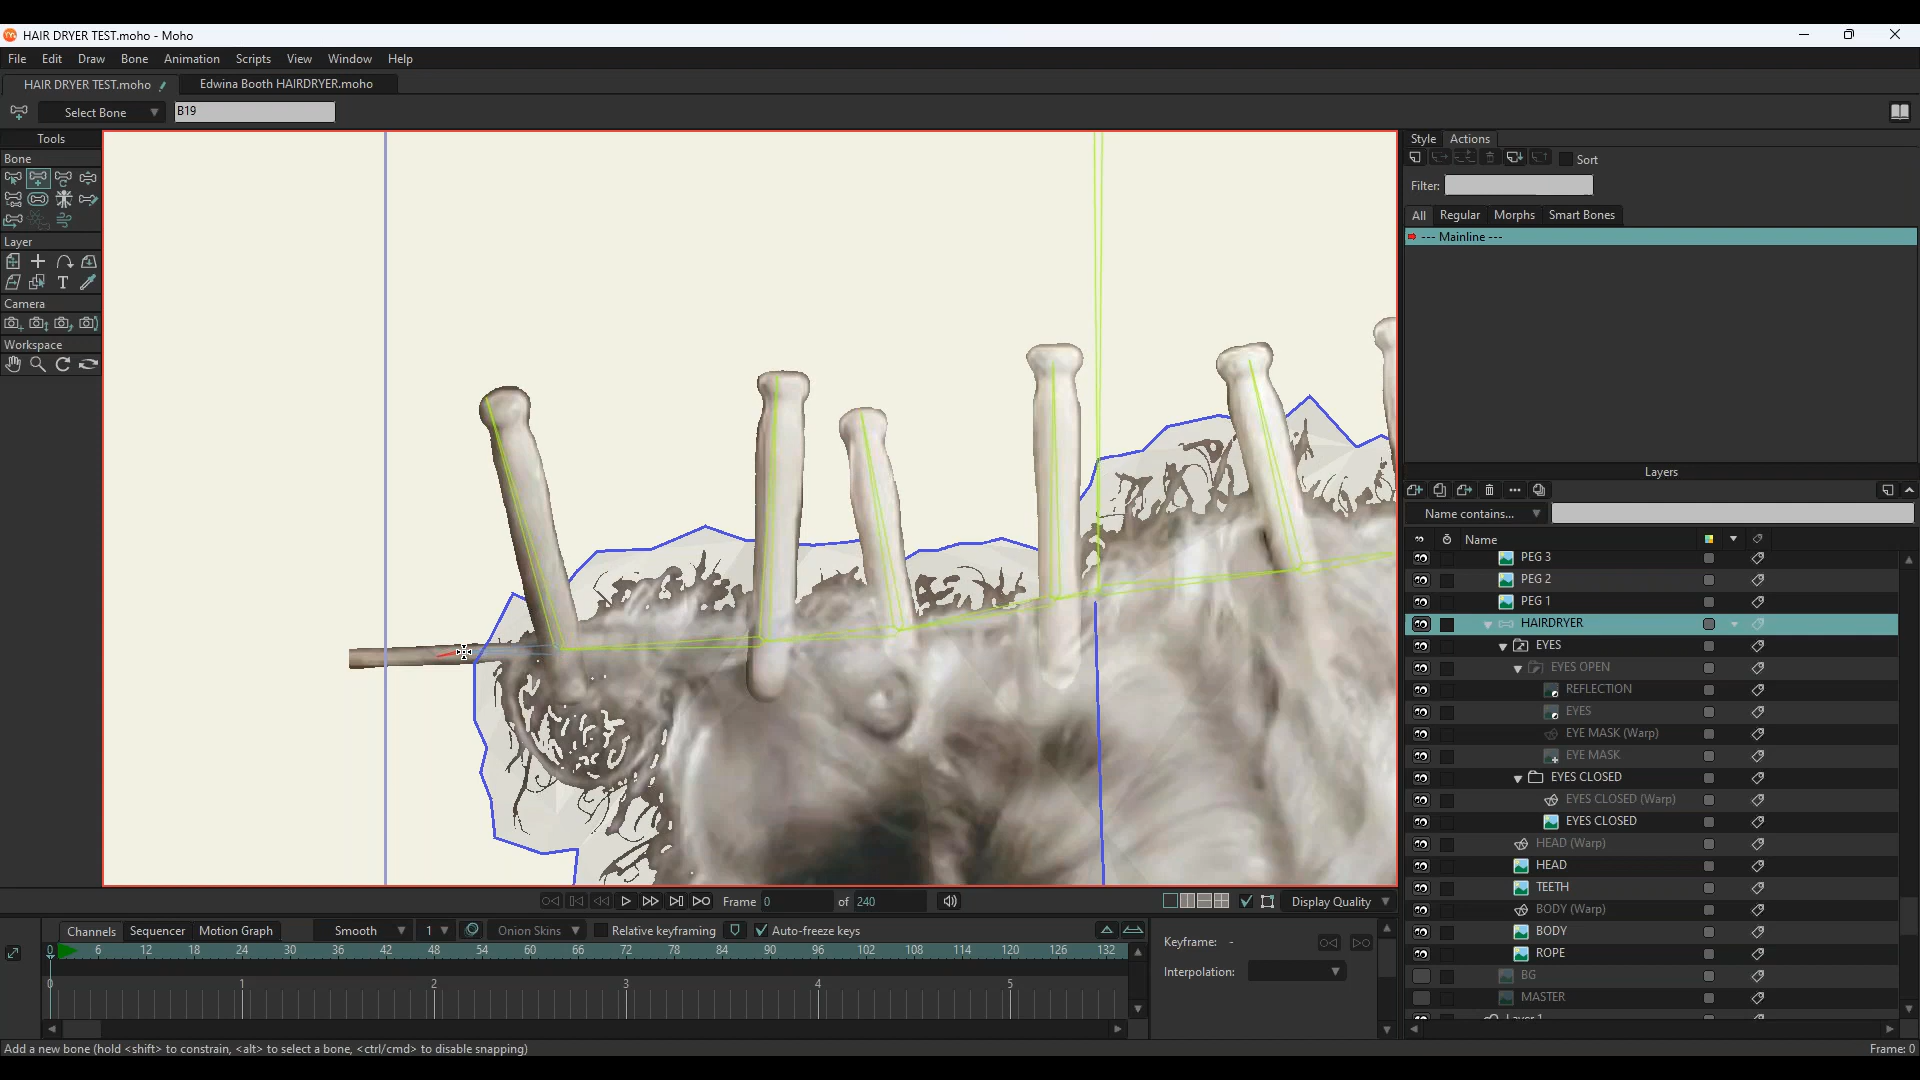 HAIR DRYER TEST.moho - Moho
File Edit Draw Bone Animation Scripts View Window Help
HAIR DRYER TEST.moho Edwina Booth HAIRDRYER.moho
Select Bone B19
Tools
Bone
Layer
Camera
Workspace
Style Actions
Sort
Filter:
All Regular Morphs Smart Bones
--- Mainline ---
Layers
Name contains...
Name
PEG 3
PEG 2
PEG 1
HAIRDRYER
EYES
EYES OPEN
REFLECTION
EYES
EYE MASK (Warp)
EYE MASK
EYES CLOSED
EYES CLOSED (Warp)
EYES CLOSED
HEAD (Warp)
HEAD
TEETH
BODY (Warp)
BODY
ROPE
BG
MASTER
Layer 1
Frame 0 of 240 Display Quality
Channels Sequencer Motion Graph Smooth 1 Onion Skins Relative keyframing Auto-freeze keys
0 6 12 18 24 30 36 42 48 54 60 66 72 78 84 90 96 102 108 114 120 126 132
0 1 2 3 4 5
Keyframe: -
Interpolation:
Add a new bone (hold <shift> to constrain, <alt> to select a bone, <ctrl/cmd> to disable snapping) Frame: 0